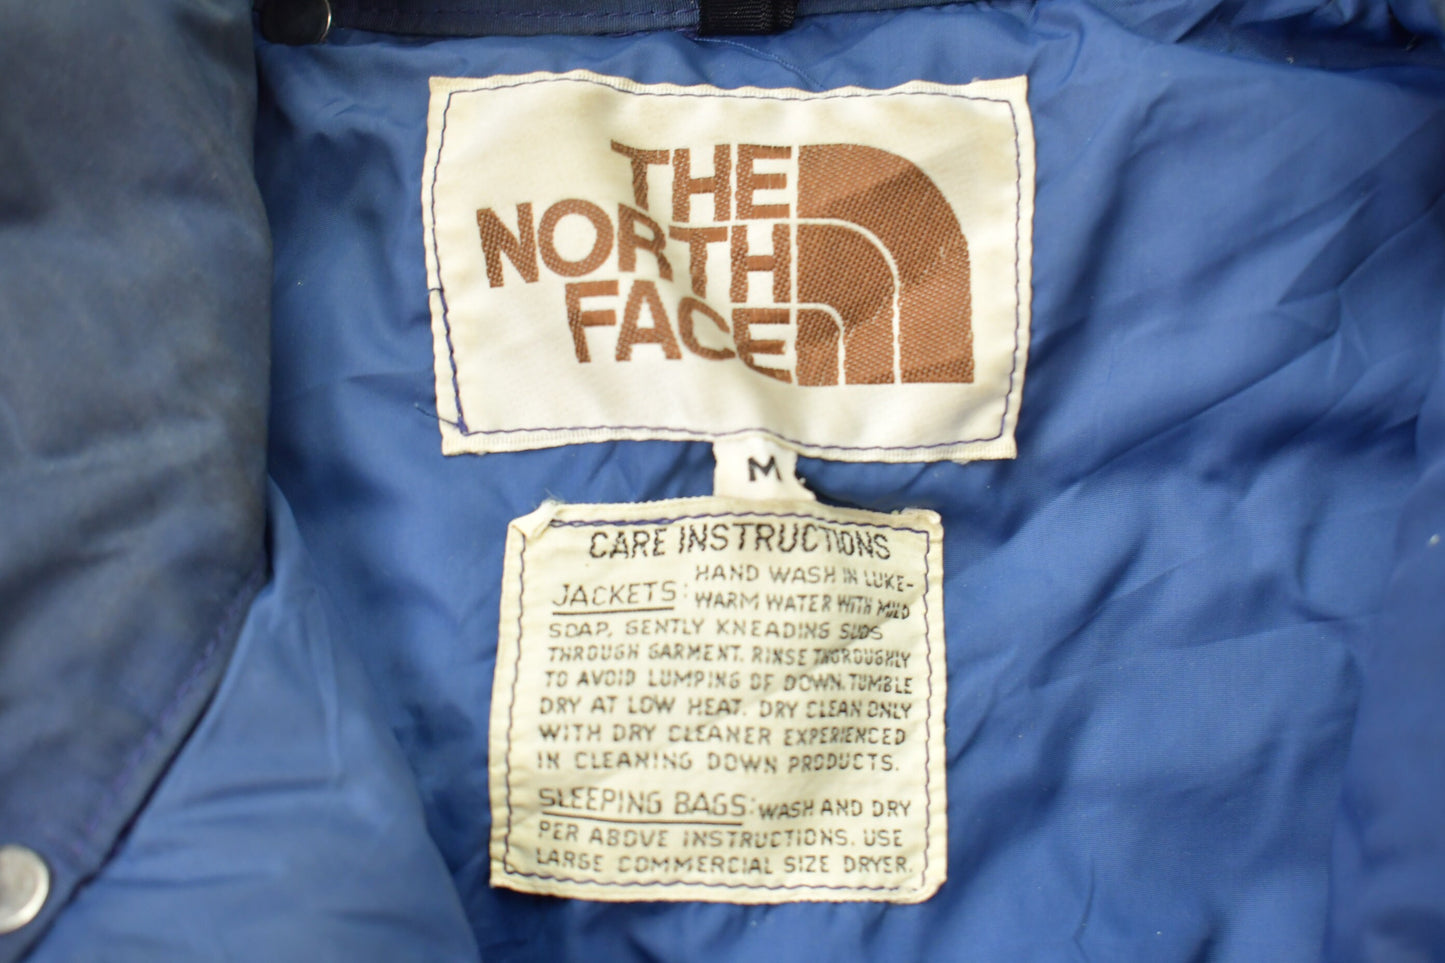 THE
NORTH
FACE
M
CARE INSTRUCTIONS
JACKETS: HAND WASH IN LUKE-
WARM WATER WITH MILD
SOAP, GENTLY KNEADING SUDS
THROUGH GARMENT. RINSE THOROUGHLY
TO AVOID LUMPING OF DOWN. TUMBLE
DRY AT LOW HEAT. DRY CLEAN ONLY
WITH DRY CLEANER EXPERIENCED
IN CLEANING DOWN PRODUCTS.
SLEEPING BAGS: WASH AND DRY
PER ABOVE INSTRUCTIONS. USE
LARGE COMMERCIAL SIZE DRYER.